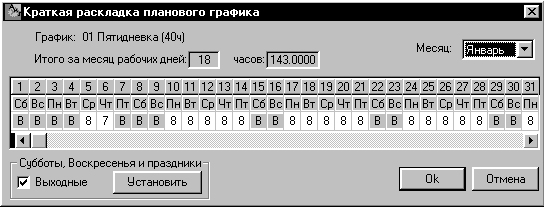 Краткая раскладка планового графика
График: 01 Пятидневка (40ч)
Месяц: Январь
Итого за месяц рабочих дней: 18 часов: 143.0000
1 2 3 4 5 6 7 8 9 10 11 12 13 14 15 16 17 18 19 20 21 22 23 24 25 26 27 28 29 30 31
Сб Вс Пн Вт Ср Чт Пт Сб Вс Пн Вт Ср Чт Пт Сб Вс Пн Вт Ср Чт Пт Сб Вс Пн Вт Ср Чт Пт Сб Вс Пн
В В В В 8 7 В В В 8 8 8 8 8 В В 8 8 8 8 8 В В 8 8 8 8 8 В В 8
Субботы, Воскресенья и праздники
Выходные Установить Ok Отмена